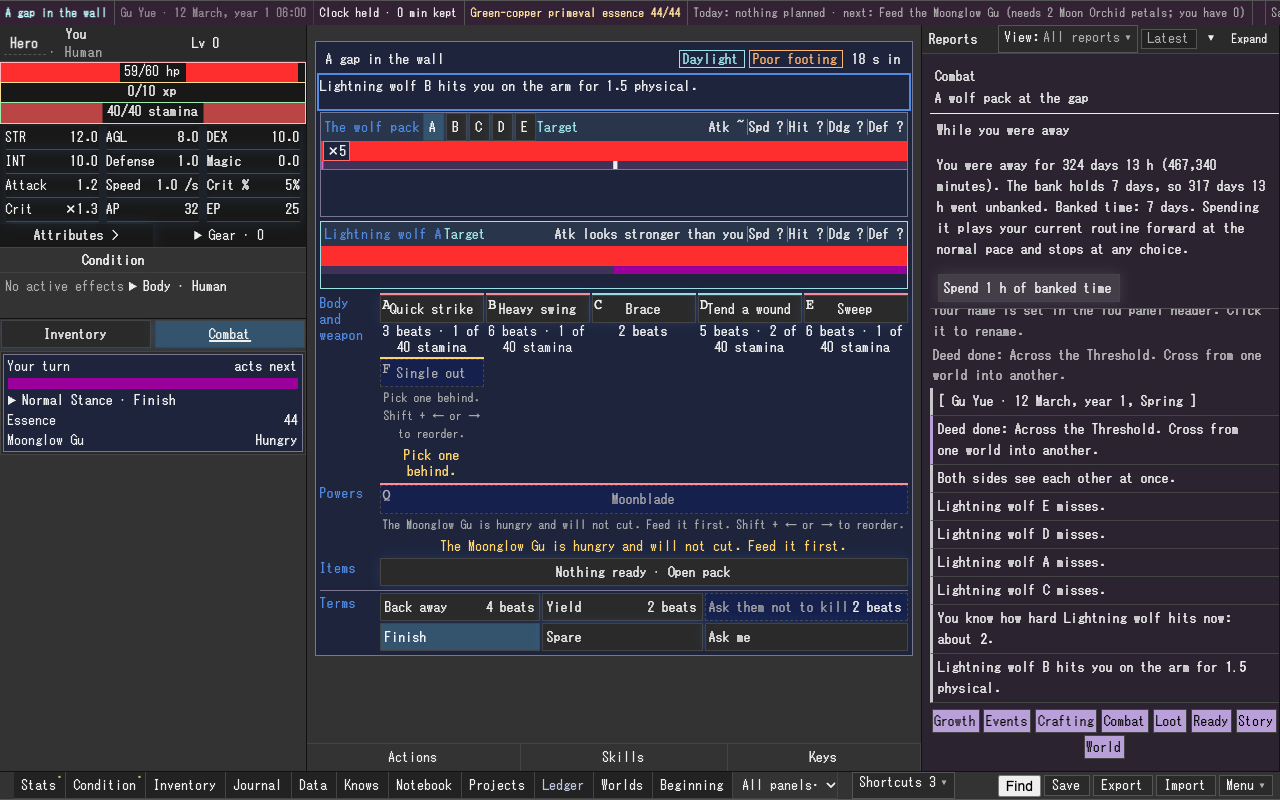 A gap in the wall
Gu Yue · 12 March, year 1 06:00
Clock held · 0 min kept
Green-copper primeval essence 44/44
Today: nothing planned · next: Feed the Moonglow Gu (needs 2 Moon Orchid petals; you have 0)
Hero
You
· Human
Lv 0
59/60 hp
0/10 xp
40/40 stamina
STR 12.0 AGL 8.0 DEX 10.0
INT 10.0 Defense 1.0 Magic 0.0
Attack 1.2 Speed 1.0 /s Crit % 5%
Crit ×1.3 AP 32 EP 25
Attributes > ▶ Gear · 0
Condition
No active effects ▶ Body · Human
Inventory Combat
Your turn acts next
▶ Normal Stance · Finish
Essence 44
Moonglow Gu Hungry
A gap in the wall Daylight Poor footing 18 s in
Lightning wolf B hits you on the arm for 1.5 physical.
The wolf pack A B C D E Target Atk ~ Spd ? Hit ? Ddg ? Def ?
×5
Lightning wolf A Target Atk looks stronger than you Spd ? Hit ? Ddg ? Def ?
Body and weapon
A Quick strike
3 beats · 1 of 40 stamina
B Heavy swing
6 beats · 1 of 40 stamina
C Brace
2 beats
D Tend a wound
5 beats · 2 of 40 stamina
E Sweep
6 beats · 1 of 40 stamina
F Single out
Pick one behind.
Shift + ← or →
to reorder.
Pick one
behind.
Powers
Q Moonblade
The Moonglow Gu is hungry and will not cut. Feed it first. Shift + ← or → to reorder.
The Moonglow Gu is hungry and will not cut. Feed it first.
Items Nothing ready · Open pack
Terms Back away 4 beats Yield 2 beats Ask them not to kill 2 beats
Finish Spare Ask me
Actions Skills Keys
Reports View: All reports ▾ Latest ▼ Expand
Combat
A wolf pack at the gap
While you were away
You were away for 324 days 13 h (467,340
minutes). The bank holds 7 days, so 317 days 13
h went unbanked. Banked time: 7 days. Spending
it plays your current routine forward at the
normal pace and stops at any choice.
Spend 1 h of banked time
Your name is set in the You panel header. Click
it to rename.
Deed done: Across the Threshold. Cross from one
world into another.
[ Gu Yue · 12 March, year 1, Spring ]
Deed done: Across the Threshold. Cross from
one world into another.
Both sides see each other at once.
Lightning wolf E misses.
Lightning wolf D misses.
Lightning wolf A misses.
Lightning wolf C misses.
You know how hard Lightning wolf hits now:
about 2.
Lightning wolf B hits you on the arm for 1.5
physical.
Growth Events Crafting Combat Loot Ready Story
World
Stats Condition Inventory Journal Data Knows Notebook Projects Ledger Worlds Beginning All panels· Shortcuts 3 ▾ Find Save Export Import Menu ▾